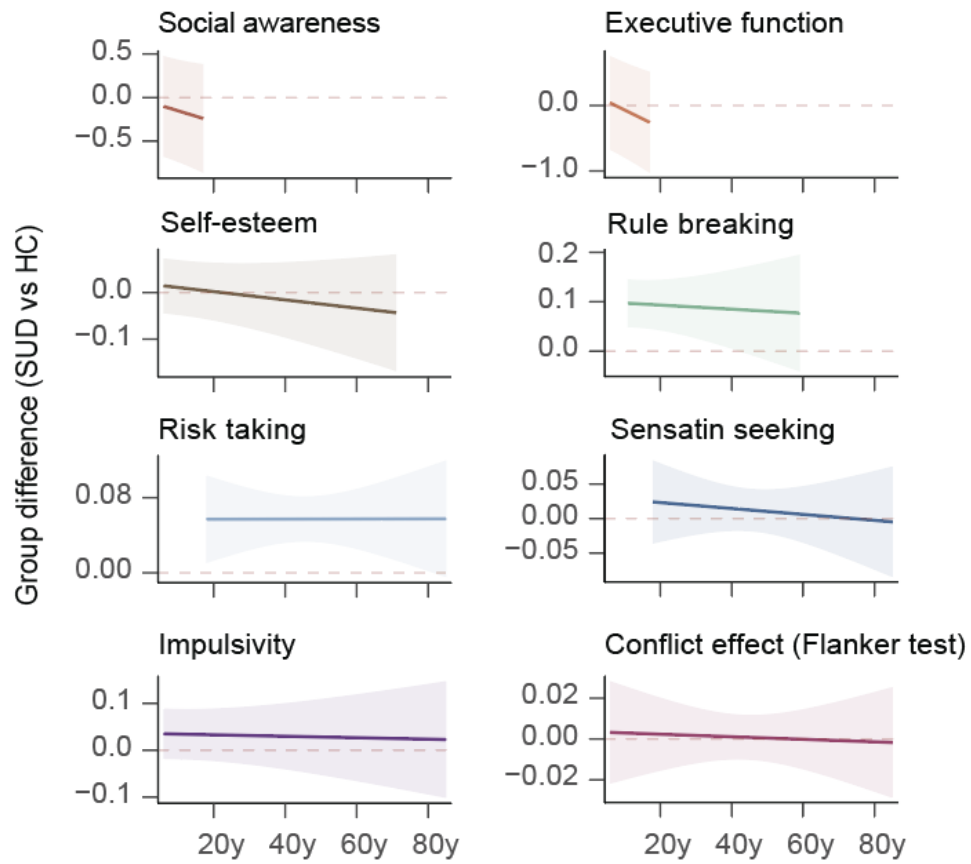 Group difference (SUD vs HC)
Social awareness
0.5
0.0
−0.5
Executive function
0.0
−1.0
Self-esteem
0.0
−0.1
Rule breaking
0.2
0.1
0.0
Risk taking
0.08
0.00
Sensatin seeking
0.05
0.00
−0.05
Impulsivity
0.1
0.0
−0.1
20y 40y 60y 80y
Conflict effect (Flanker test)
0.02
0.00
−0.02
20y 40y 60y 80y